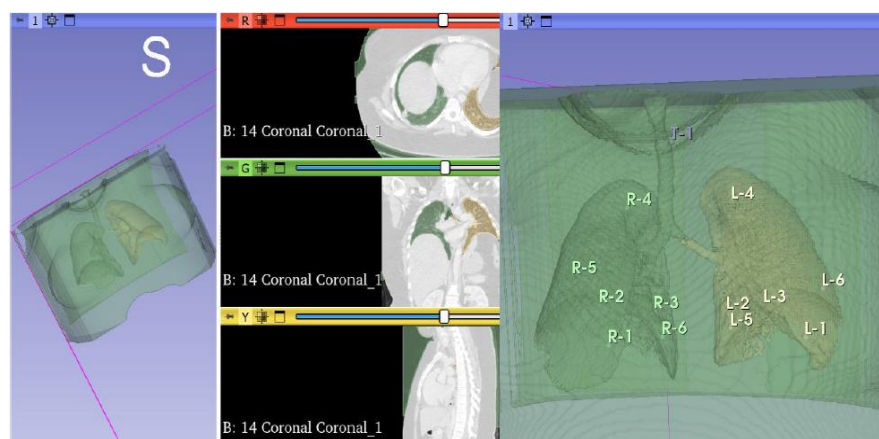 1
S
R
B: 14 Coronal Coronal_1
G
B: 14 Coronal Coronal_1
Y
B: 14 Coronal Coronal_1
1
T-1
R-4
L-4
R-5
L-6
R-2
R-3
L-2
L-3
R-1
R-6
L-5
L-1